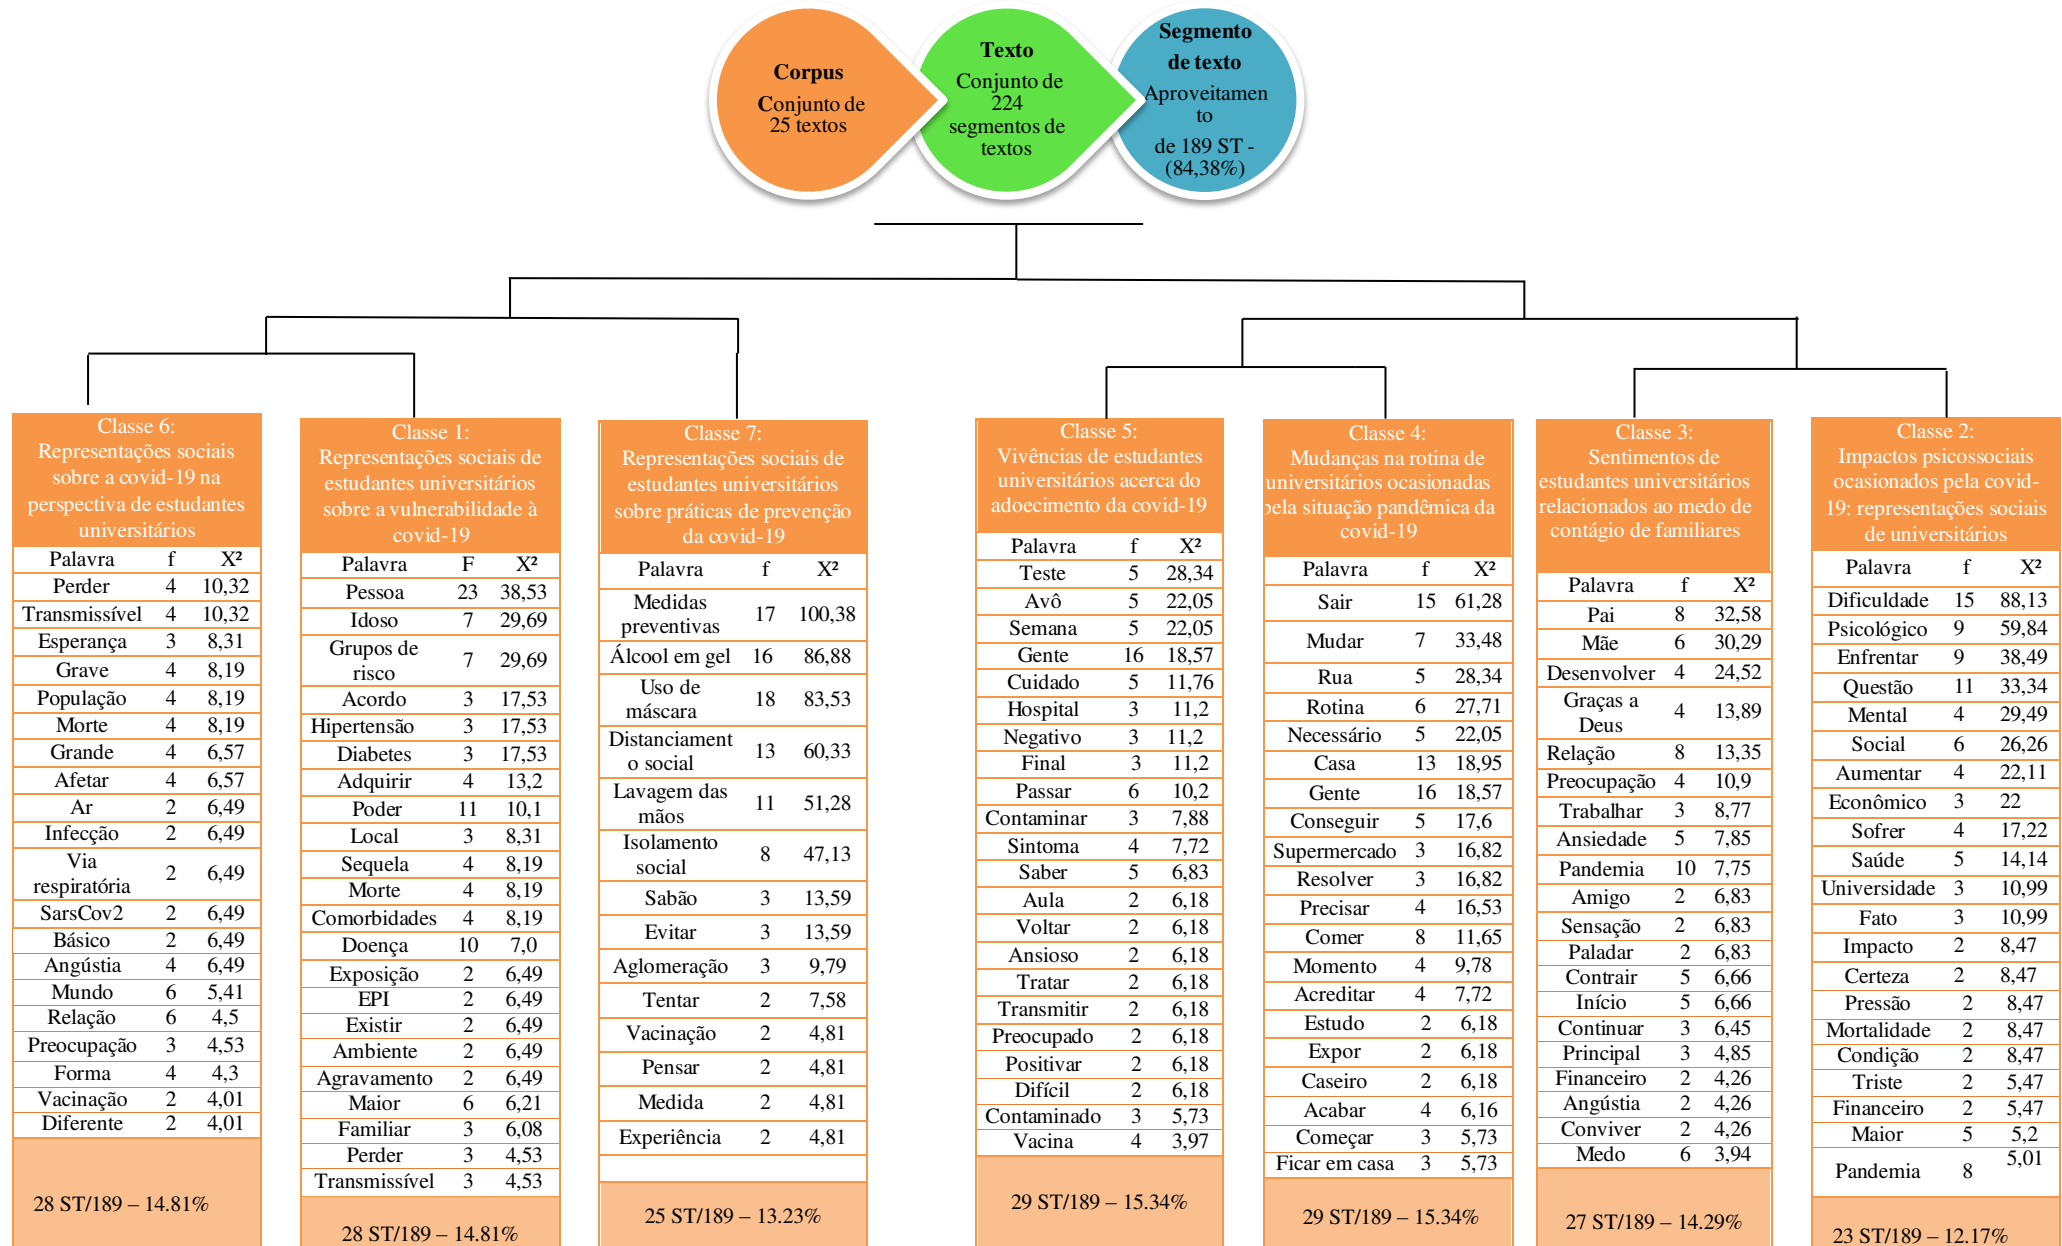 Corpus
Conjunto de
25 textos
Texto
Conjunto de
224
segmentos de
textos
Segmento
de texto
Aproveitamen
to
de 189 ST -
(84,38%)
Classe 6:
Representações sociais
sobre a covid-19 na
perspectiva de estudantes
universitários
Palavra f X²
Perder 4 10,32
Transmissível 4 10,32
Esperança 3 8,31
Grave 4 8,19
População 4 8,19
Morte 4 8,19
Grande 4 6,57
Afetar 4 6,57
Ar 2 6,49
Infecção 2 6,49
Via
respiratória 2 6,49
SarsCov2 2 6,49
Básico 2 6,49
Angústia 4 6,49
Mundo 6 5,41
Relação 6 4,5
Preocupação 3 4,53
Forma 4 4,3
Vacinação 2 4,01
Diferente 2 4,01
28 ST/189 – 14.81%
Classe 1:
Representações sociais de
estudantes universitários
sobre a vulnerabilidade à
covid-19
Palavra F X²
Pessoa 23 38,53
Idoso 7 29,69
Grupos de
risco 7 29,69
Acordo 3 17,53
Hipertensão 3 17,53
Diabetes 3 17,53
Adquirir 4 13,2
Poder 11 10,1
Local 3 8,31
Sequela 4 8,19
Morte 4 8,19
Comorbidades 4 8,19
Doença 10 7,0
Exposição 2 6,49
EPI 2 6,49
Existir 2 6,49
Ambiente 2 6,49
Agravamento 2 6,49
Maior 6 6,21
Familiar 3 6,08
Perder 3 4,53
Transmissível 3 4,53
28 ST/189 – 14.81%
Classe 7:
Representações sociais de
estudantes universitários
sobre práticas de prevenção
da covid-19
Palavra f X²
Medidas
preventivas 17 100,38
Álcool em gel 16 86,88
Uso de
máscara 18 83,53
Distanciament
o social 13 60,33
Lavagem das
mãos 11 51,28
Isolamento
social 8 47,13
Sabão 3 13,59
Evitar 3 13,59
Aglomeração 3 9,79
Tentar 2 7,58
Vacinação 2 4,81
Pensar 2 4,81
Medida 2 4,81
Experiência 2 4,81
25 ST/189 – 13.23%
Classe 5:
Vivências de estudantes
universitários acerca do
adoecimento da covid-19
Palavra f X²
Teste 5 28,34
Avô 5 22,05
Semana 5 22,05
Gente 16 18,57
Cuidado 5 11,76
Hospital 3 11,2
Negativo 3 11,2
Final 3 11,2
Passar 6 10,2
Contaminar 3 7,88
Sintoma 4 7,72
Saber 5 6,83
Aula 2 6,18
Voltar 2 6,18
Ansioso 2 6,18
Tratar 2 6,18
Transmitir 2 6,18
Preocupado 2 6,18
Positivar 2 6,18
Difícil 2 6,18
Contaminado 3 5,73
Vacina 4 3,97
29 ST/189 – 15.34%
Classe 4:
Mudanças na rotina de
universitários ocasionadas
pela situação pandêmica da
covid-19
Palavra f X²
Sair 15 61,28
Mudar 7 33,48
Rua 5 28,34
Rotina 6 27,71
Necessário 5 22,05
Casa 13 18,95
Gente 16 18,57
Conseguir 5 17,6
Supermercado 3 16,82
Resolver 3 16,82
Precisar 4 16,53
Comer 8 11,65
Momento 4 9,78
Acreditar 4 7,72
Estudo 2 6,18
Expor 2 6,18
Caseiro 2 6,18
Acabar 4 6,16
Começar 3 5,73
Ficar em casa 3 5,73
29 ST/189 – 15.34%
Classe 3:
Sentimentos de
estudantes universitários
relacionados ao medo de
contágio de familiares
Palavra f X²
Pai 8 32,58
Mãe 6 30,29
Desenvolver 4 24,52
Graças a
Deus 4 13,89
Relação 8 13,35
Preocupação 4 10,9
Trabalhar 3 8,77
Ansiedade 5 7,85
Pandemia 10 7,75
Amigo 2 6,83
Sensação 2 6,83
Paladar 2 6,83
Contrair 5 6,66
Início 5 6,66
Continuar 3 6,45
Principal 3 4,85
Financeiro 2 4,26
Angústia 2 4,26
Conviver 2 4,26
Medo 6 3,94
27 ST/189 – 14.29%
Classe 2:
Impactos psicossociais
ocasionados pela covid-
19: representações sociais
de universitários
Palavra f X²
Dificuldade 15 88,13
Psicológico 9 59,84
Enfrentar 9 38,49
Questão 11 33,34
Mental 4 29,49
Social 6 26,26
Aumentar 4 22,11
Econômico 3 22
Sofrer 4 17,22
Saúde 5 14,14
Universidade 3 10,99
Fato 3 10,99
Impacto 2 8,47
Certeza 2 8,47
Pressão 2 8,47
Mortalidade 2 8,47
Condição 2 8,47
Triste 2 5,47
Financeiro 2 5,47
Maior 5 5,2
Pandemia 8 5,01
23 ST/189 – 12.17%